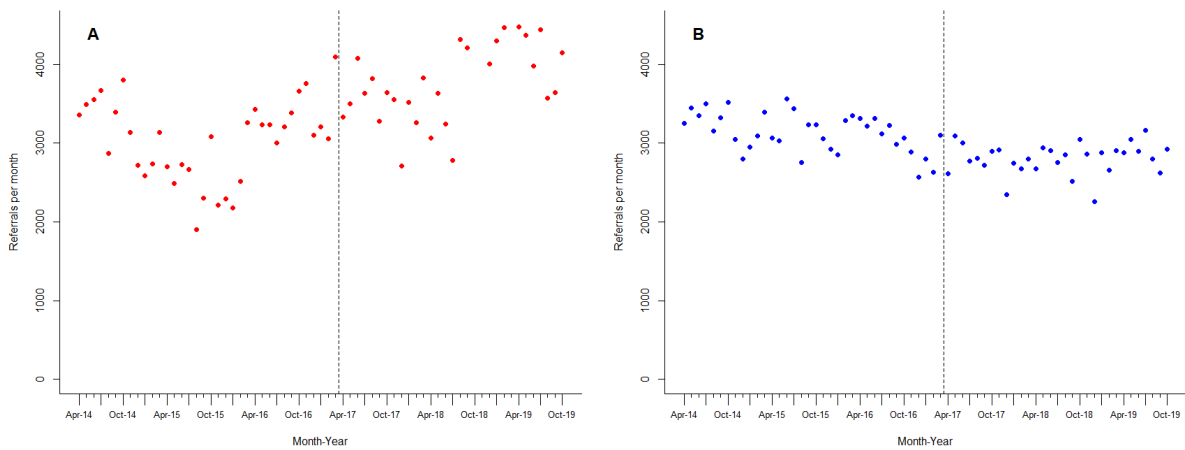 A
Referrals per month
4000
3000
2000
1000
0
Apr-14 Oct-14 Apr-15 Oct-15 Apr-16 Oct-16 Apr-17 Oct-17 Apr-18 Oct-18 Apr-19 Oct-19
Month-Year
B
Referrals per month
4000
3000
2000
1000
0
Apr-14 Oct-14 Apr-15 Oct-15 Apr-16 Oct-16 Apr-17 Oct-17 Apr-18 Oct-18 Apr-19 Oct-19
Month-Year